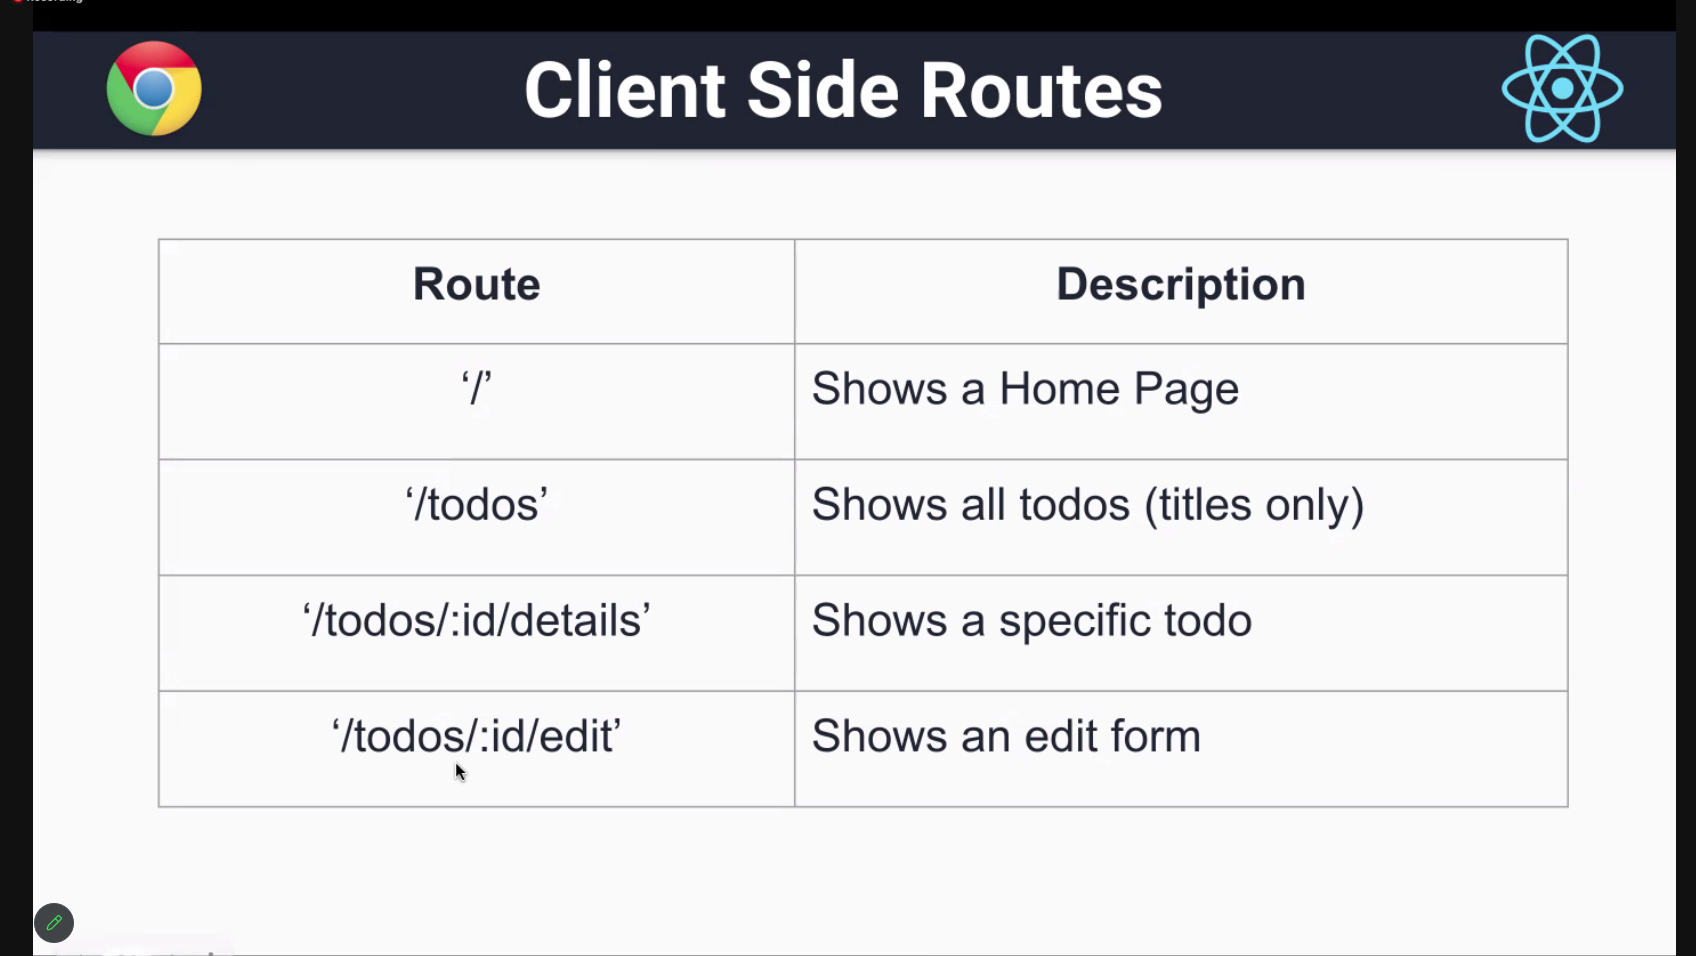 Client Side Routes
Route Description
‘/’ Shows a Home Page
‘/todos’ Shows all todos (titles only)
‘/todos/:id/details’ Shows a specific todo
‘/todos/:id/edit’ Shows an edit form